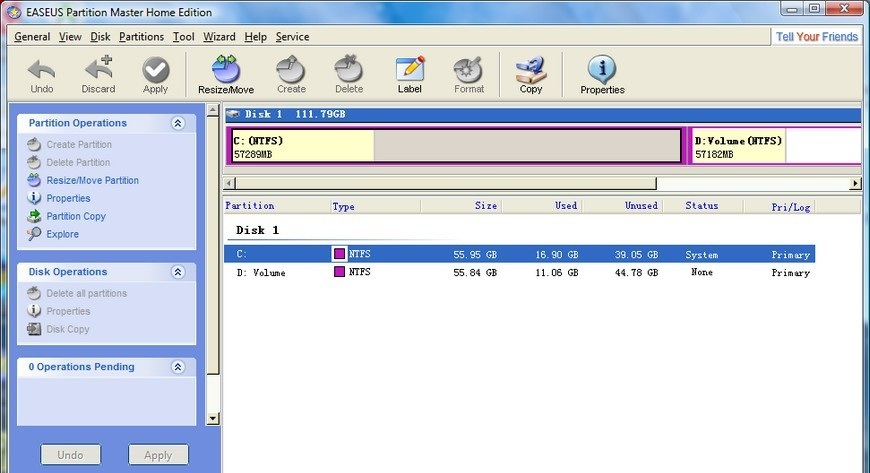 EASEUS Partition Master Home Edition
General View Disk Partitions Tool Wizard Help Service
Tell Your Friends
Undo Discard Apply Resize/Move Create Delete Label Format Copy Properties
Partition Operations
Create Partition
Delete Partition
Resize/Move Partition
Properties
Partition Copy
Explore
Disk Operations
Delete all partitions
Properties
Disk Copy
0 Operations Pending
Undo Apply
Disk 1 111.79GB
C:(NTFS) D:Volume(NTFS)
57289MB 57182MB
Partition Type Size Used Unused Status Pri/Log
Disk 1
C: NTFS 55.95 GB 16.90 GB 39.05 GB System Primary
D: Volume NTFS 55.84 GB 11.06 GB 44.78 GB None Primary